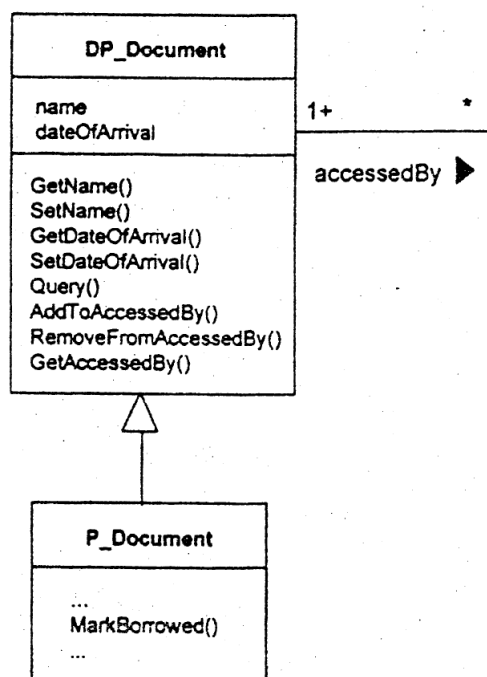 DP_Document
name
dateOfArrival
1+ *
accessedBy
GetName()
SetName()
GetDateOfArrival()
SetDateOfArrival()
Query()
AddToAccessedBy()
RemoveFromAccessedBy()
GetAccessedBy()
P_Document
...
MarkBorrowed()
...